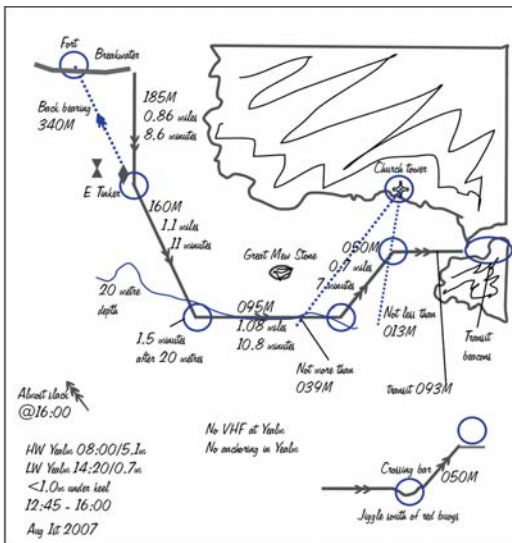 Fort
Breakwater
Back bearing
340M
185M
0.86 miles
8.6 minutes
E Tinker
160M
1.1 miles
11 minutes
Church tower
Great Mew Stone
050M
miles
7 minutes
20 metre
depth
095M
1.08 miles
10.8 minutes
1.5
minutes
after 20 metres
Not less than
013M
Transit
beacons
Not more than
039M
transit 093M
Almost slack
@16:00
No VHF at Yealm
No anchoring in Yealm
HW Yealm 08:00/5.1m
LW Yealm 14:20/0.7m
<1.0m under keel
12:45 - 16:00
Aug 1st 2007
Crossing bar
050M
Jiggle south of red buoys